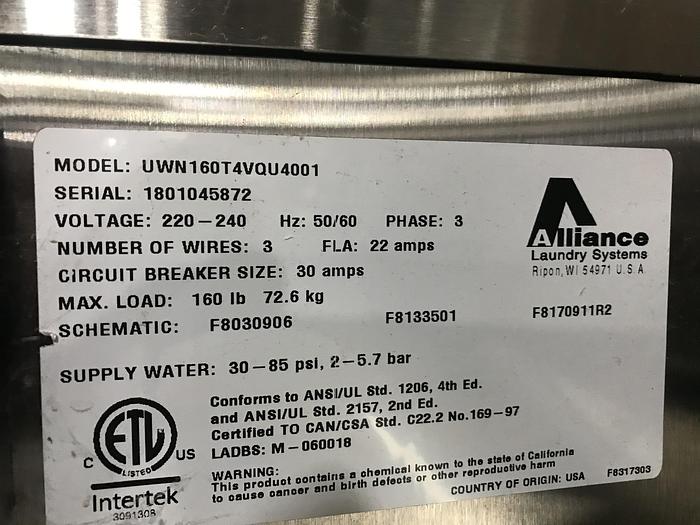 MODEL: UWN160T4VQU4001
SERIAL: 1801045872
VOLTAGE: 220–240 Hz: 50/60 PHASE: 3
NUMBER OF WIRES: 3 FLA: 22 amps
CIRCUIT BREAKER SIZE: 30 amps
MAX. LOAD: 160 lb 72.6 kg
SCHEMATIC: F8030906 F8133501 F8170911R2
Alliance
Laundry Systems
Ripon, WI 54971 U.S.A.
SUPPLY WATER: 30–85 psi, 2–5.7 bar
Conforms to ANSI/UL Std. 1206, 4th Ed.
and ANSI/UL Std. 2157, 2nd Ed.
Certified TO CAN/CSA Std. C22.2 No.169–97
LADBS: M–060018
C ETL US
LISTED
Intertek
3091308
WARNING:
This product contains a chemical known to the state of California
to cause cancer and birth defects or other reproductive harm
COUNTRY OF ORIGIN: USA F8317303